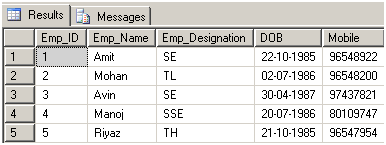 Results Messages
Emp_ID Emp_Name Emp_Designation DOB Mobile
1 1 Amit SE 22-10-1985 96548922
2 2 Mohan TL 02-07-1986 96548200
3 3 Avin SE 30-04-1987 97437821
4 4 Manoj SSE 20-07-1986 80109747
5 5 Riyaz TH 21-10-1985 96547954